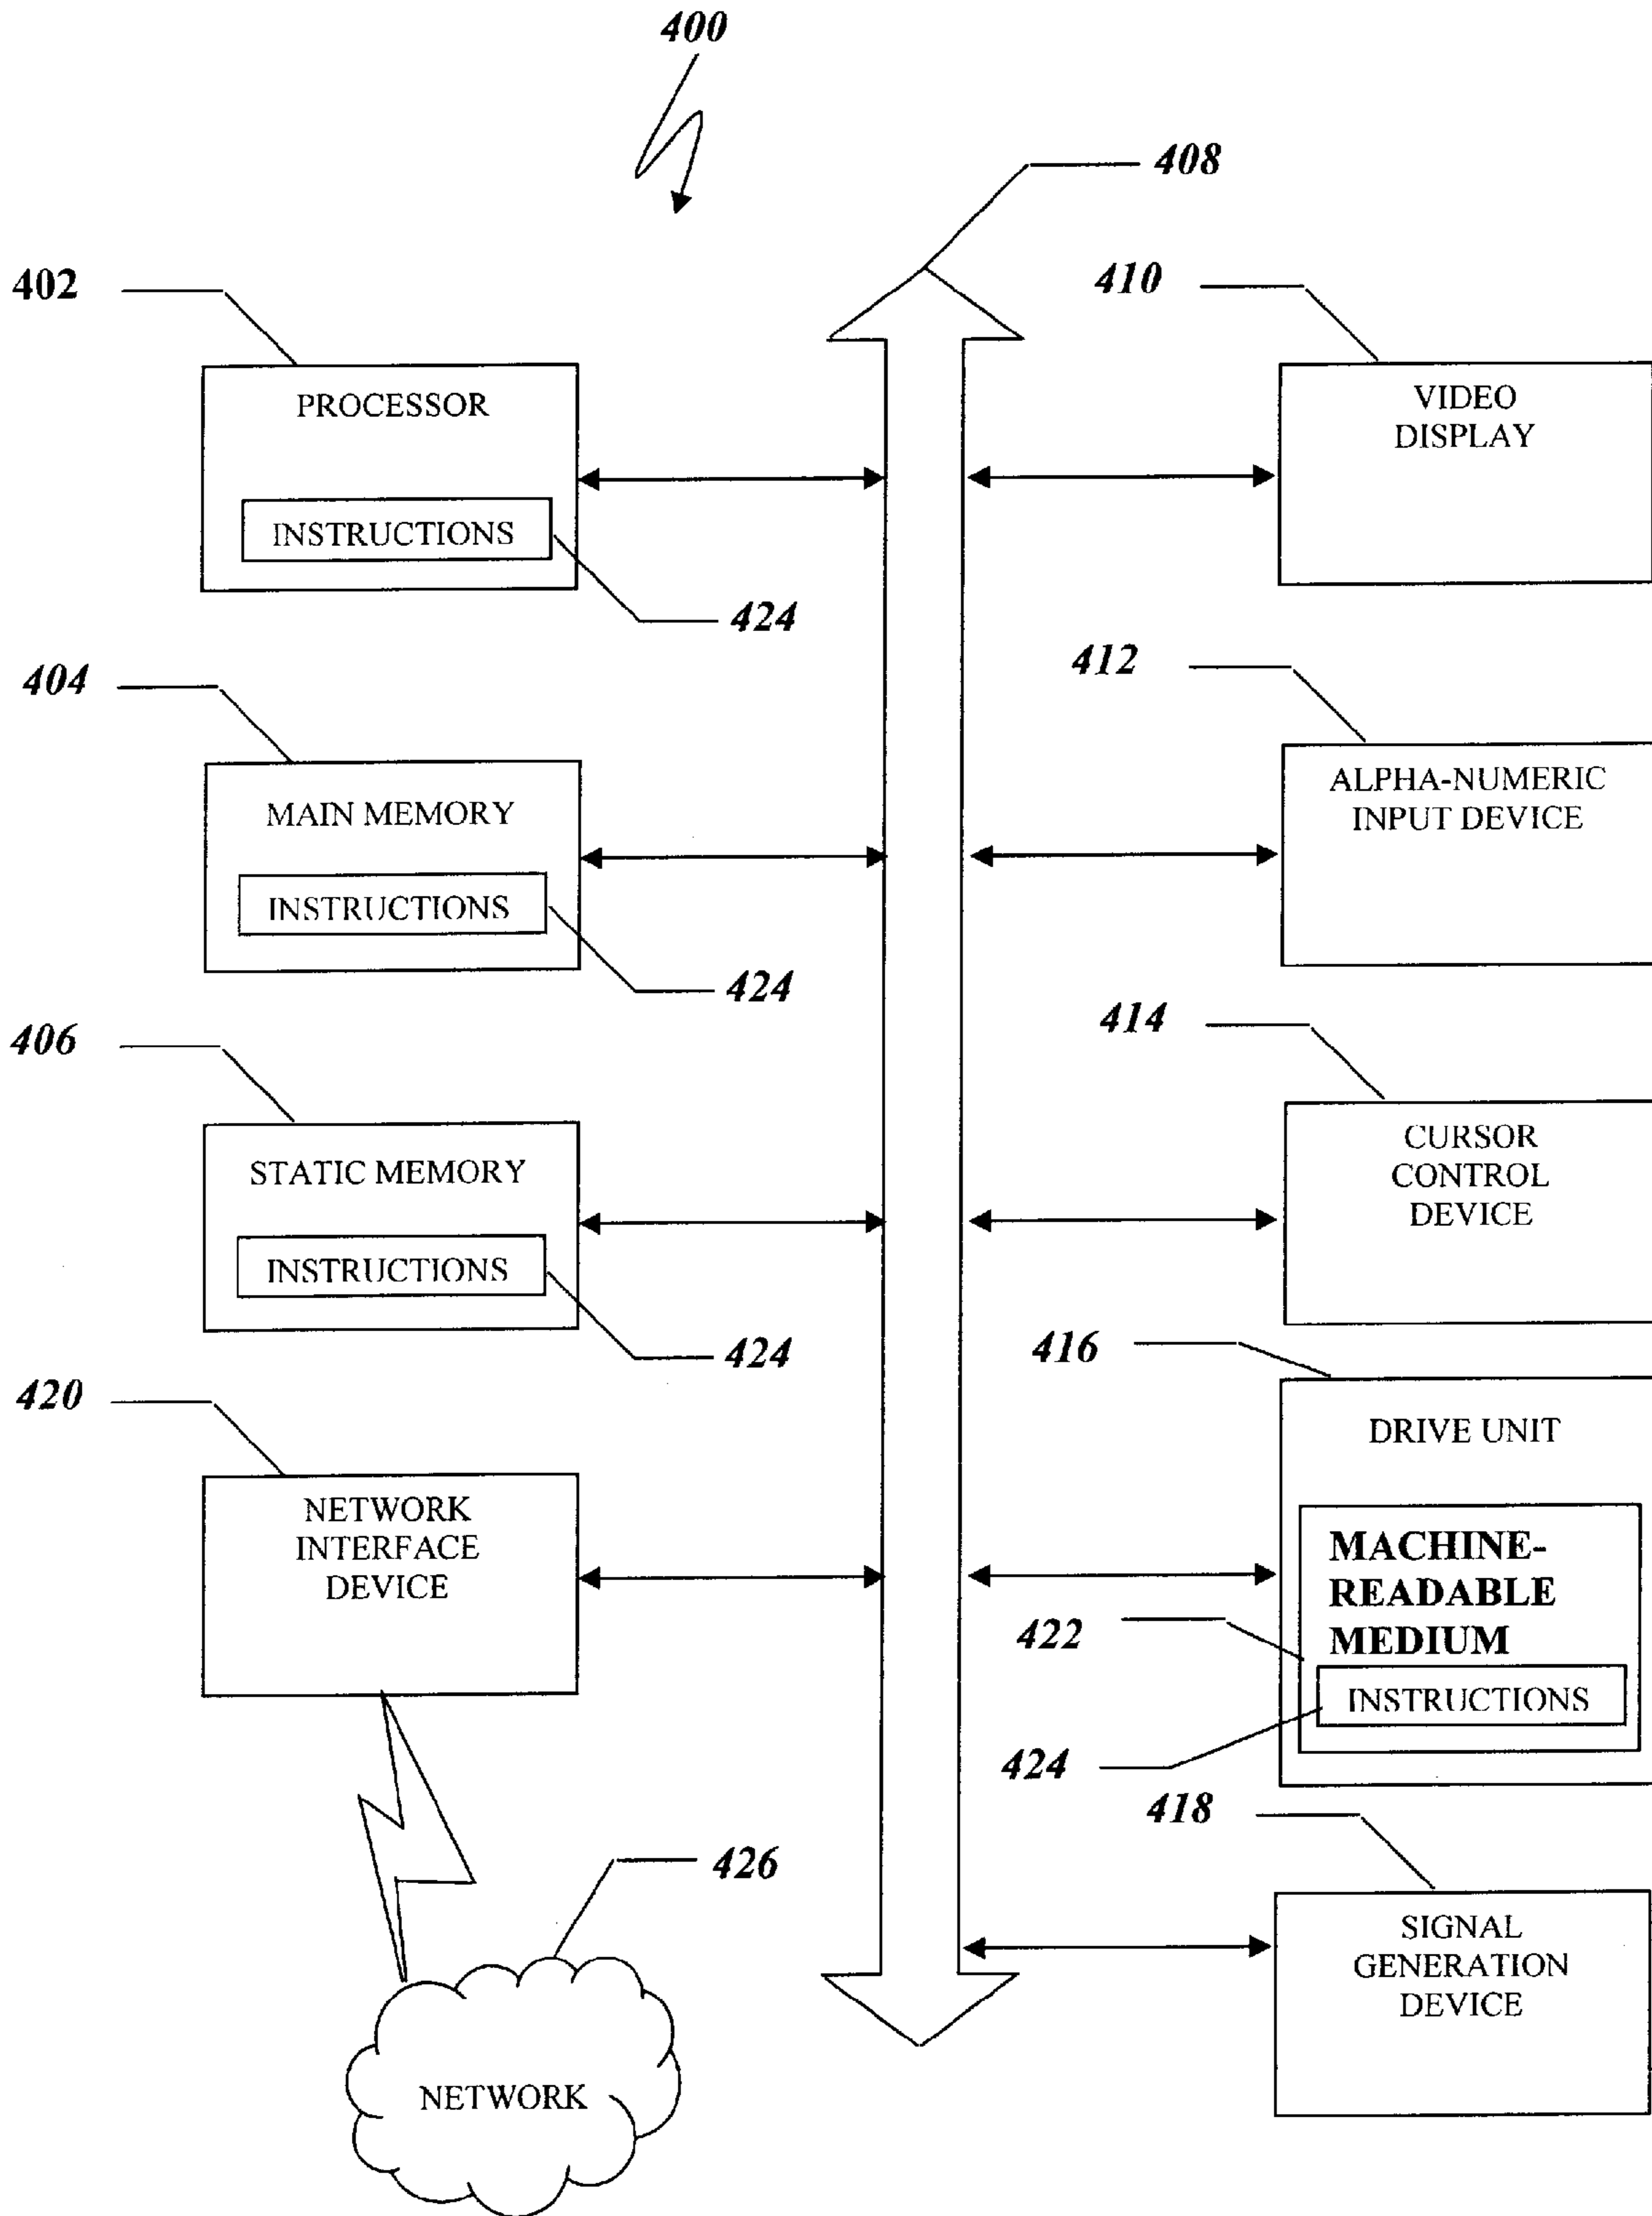 400
408
402
PROCESSOR
INSTRUCTIONS
424
410
VIDEO
DISPLAY
404
MAIN MEMORY
INSTRUCTIONS
424
412
ALPHA-NUMERIC
INPUT DEVICE
406
STATIC MEMORY
INSTRUCTIONS
424
414
CURSOR
CONTROL
DEVICE
420
NETWORK
INTERFACE
DEVICE
416
DRIVE UNIT
MACHINE-
READABLE
MEDIUM
422
INSTRUCTIONS
424
426
NETWORK
418
SIGNAL
GENERATION
DEVICE